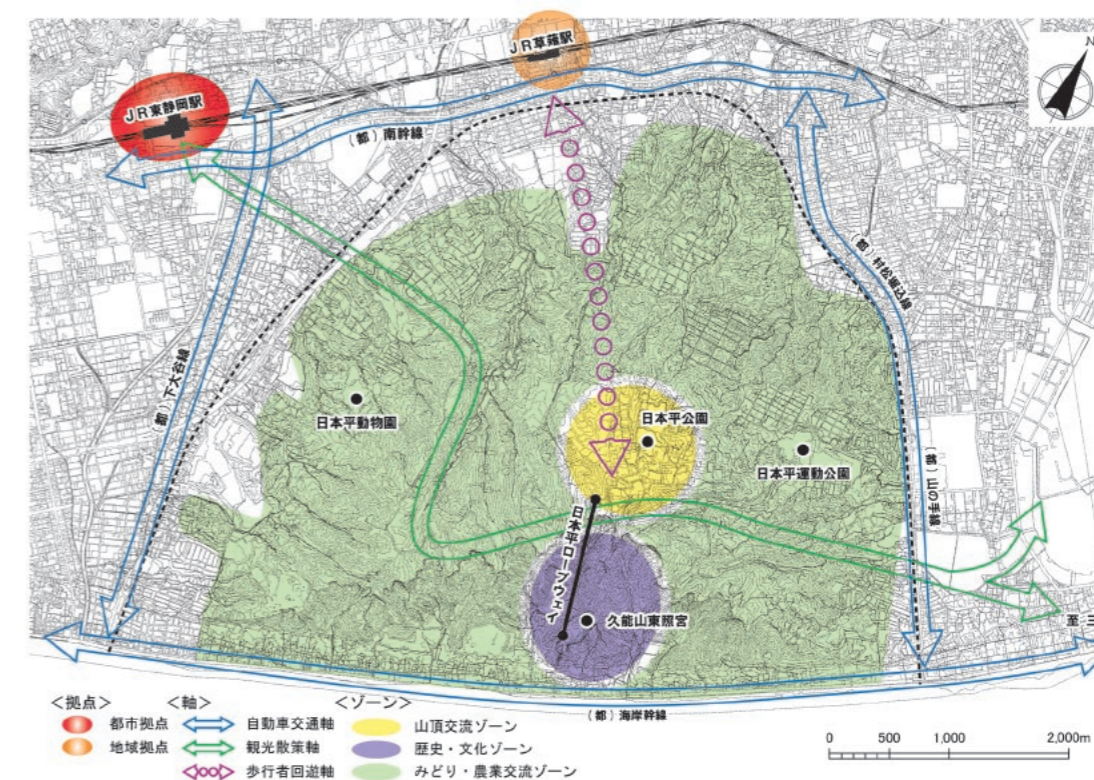 JR草薙駅
N
JR東静岡駅
(都)南幹線
(都)村松堀込線
(都)下大谷線
日本平動物園
日本平公園
日本平運動公園
(都)山の手線
日本平ロープウェイ
久能山東照宮
至三
(都)海岸幹線
<拠点> <軸> <ゾーン>
都市拠点 自動車交通軸 山頂交流ゾーン
地域拠点 観光散策軸 歴史・文化ゾーン
歩行者回遊軸 みどり・農業交流ゾーン
0 500 1,000 2,000m